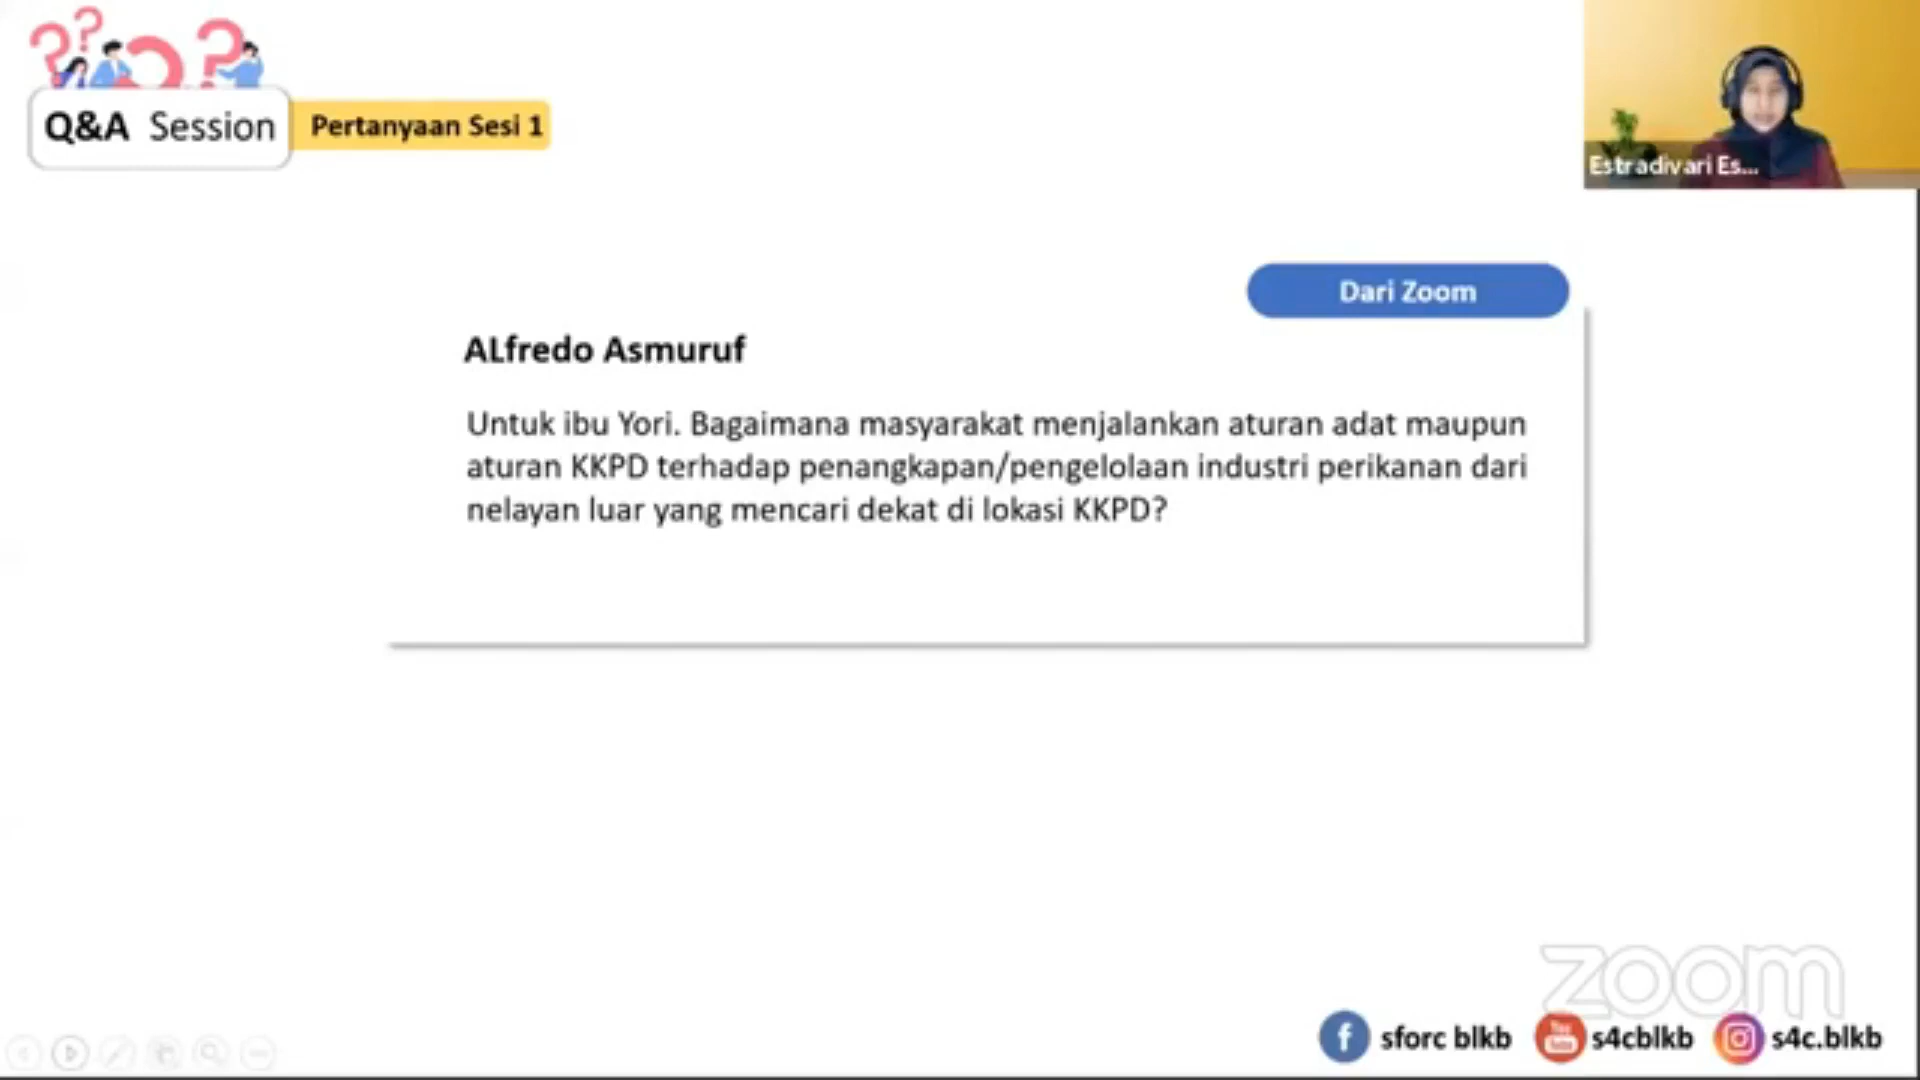 Q&A Session
Pertanyaan Sesi 1
Estradivari Es...
Dari Zoom
ALfredo Asmuruf
Untuk ibu Yori. Bagaimana masyarakat menjalankan aturan adat maupun
aturan KKPD terhadap penangkapan/pengelolaan industri perikanan dari
nelayan luar yang mencari dekat di lokasi KKPD?
zoom
sforc blkb
s4cblkb
s4c.blkb